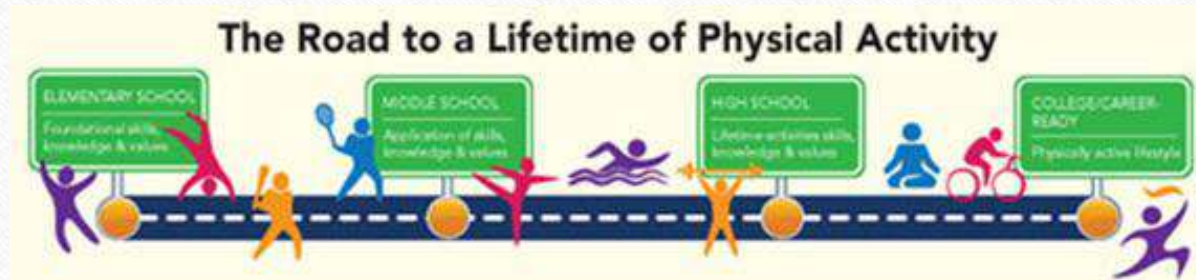 The Road to a Lifetime of Physical Activity
ELEMENTARY SCHOOL
Foundational skills,
knowledge & values
MIDDLE SCHOOL
Application of skills,
knowledge & values
HIGH SCHOOL
Lifetime activities skills,
knowledge & values
COLLEGE/CAREER-
READY
Physically active lifestyle